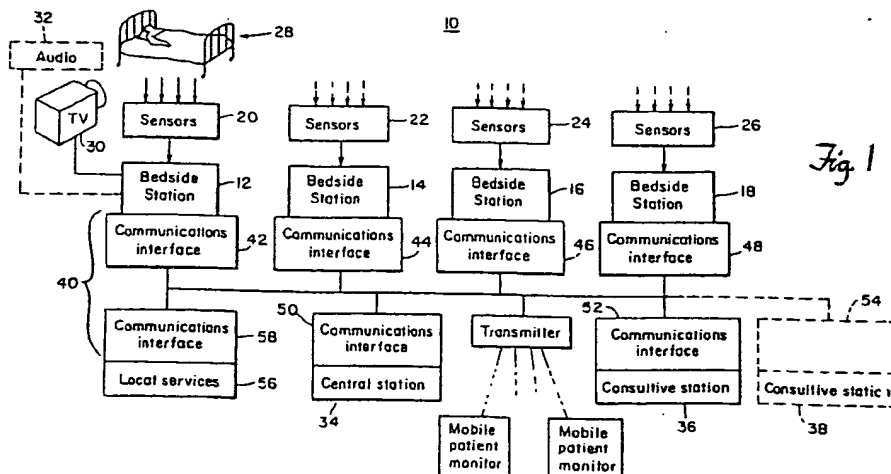 10
32
28
Audio
TV
30
Sensors
20
Sensors
22
Sensors
24
Sensors
26
Fig 1
Bedside
Station
12
Bedside
Station
14
Bedside
Station
16
Bedside
Station
18
Communications
interface
42
Communications
interface
44
Communications
interface
46
Communications
interface
48
40
Communications
interface
58
Local services
56
50
Communications
interface
Central station
34
Transmitter
52
Communications
interface
Consultive station
36
54
Consultive static
38
Mobile
patient
monitor
Mobile
patient
monitor